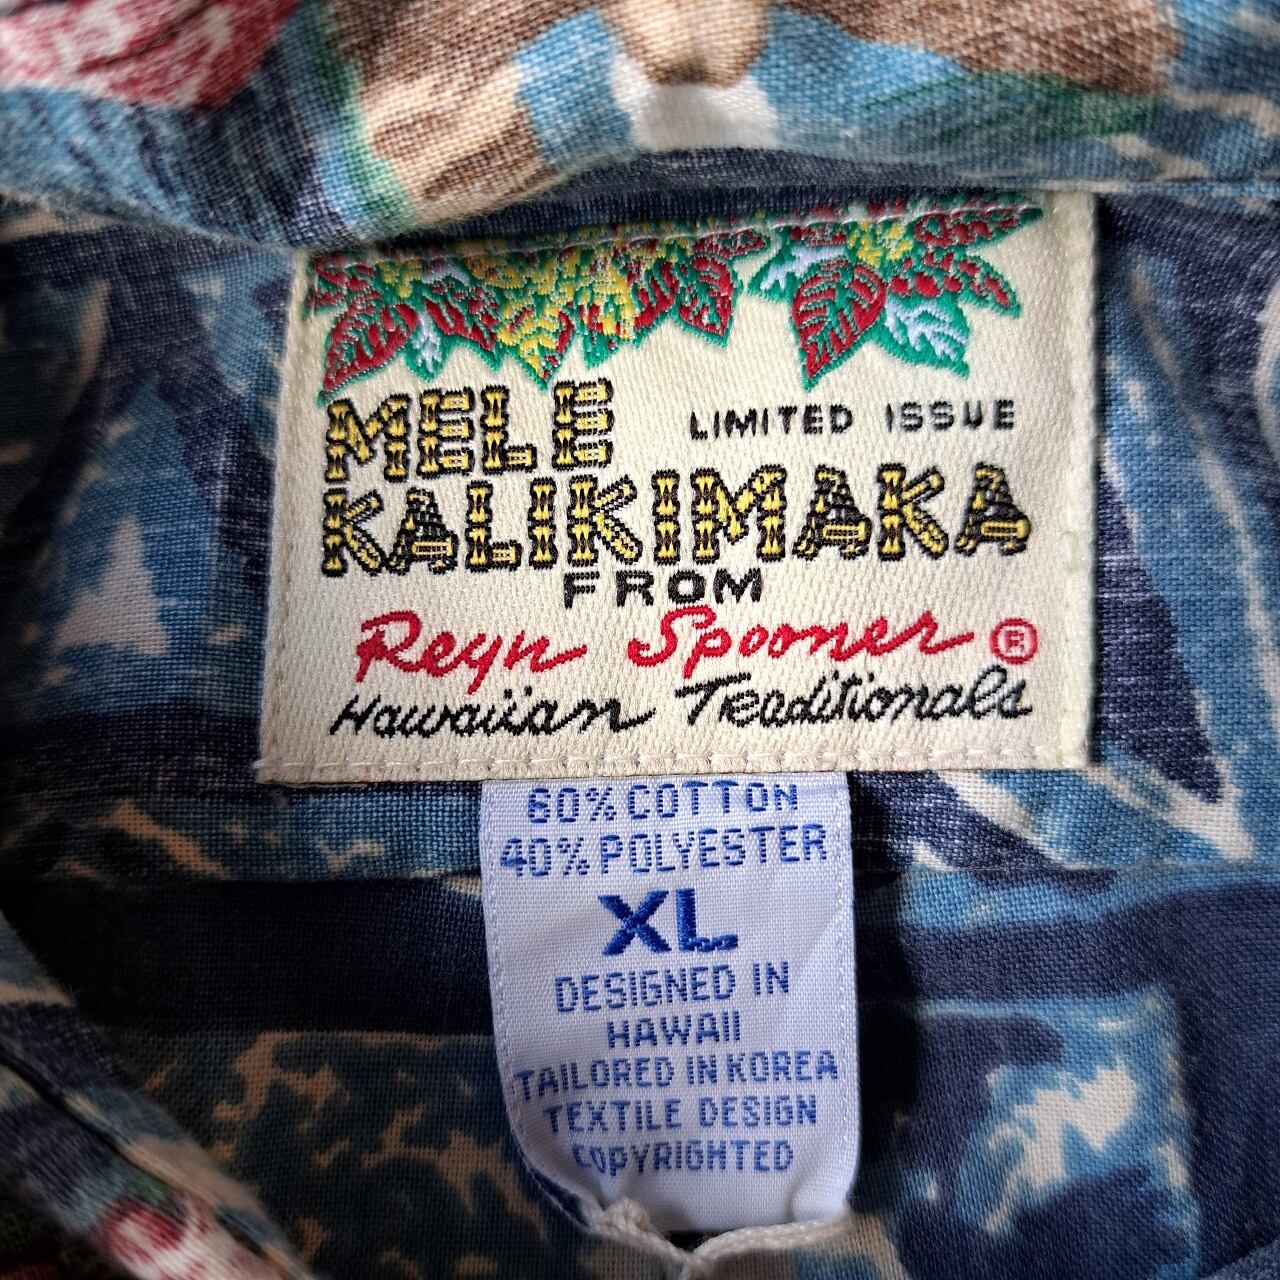 MELE LIMITED ISSUE
KALIKIMAKA
FROM
Reyn Spooner ®
Hawaiian Traditionals
60% COTTON
40% POLYESTER
XL
DESIGNED IN
HAWAII
TAILORED IN KOREA
TEXTILE DESIGN
COPYRIGHTED